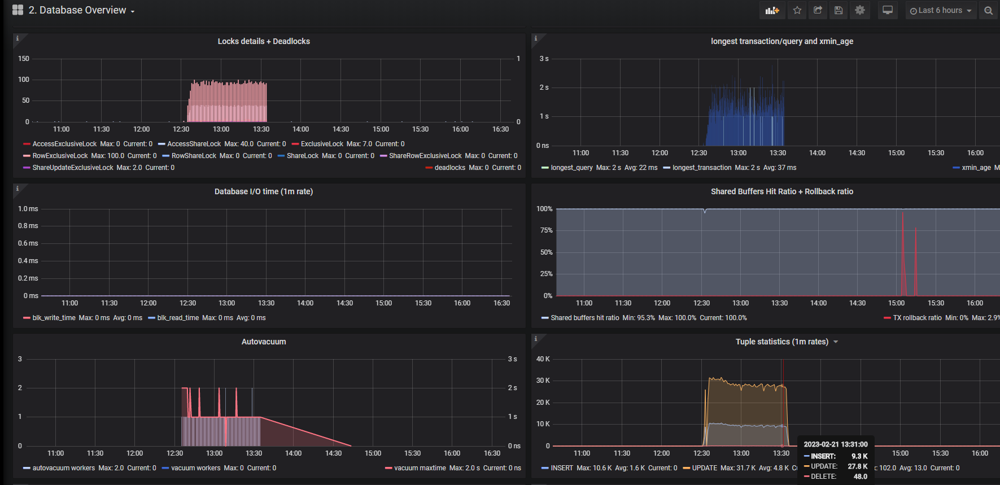 2. Database Overview
Last 6 hours
Locks details + Deadlocks
150
100
50
0
1
0
11:00 11:30 12:00 12:30 13:00 13:30 14:00 14:30 15:00 15:30 16:00 16:30
AccessExclusiveLock Max: 0 Current: 0 AccessShareLock Max: 40.0 Current: 0 ExclusiveLock Max: 7.0 Current: 0
RowExclusiveLock Max: 100.0 Current: 0 RowShareLock Max: 0 Current: 0 ShareLock Max: 0 Current: 0 ShareRowExclusiveLock Max: 0 Current: 0
ShareUpdateExclusiveLock Max: 2.0 Current: 0 deadlocks Max: 0 Current: 0
longest transaction/query and xmin_age
3 s
2 s
1 s
0 ns
11:00 11:30 12:00 12:30 13:00 13:30 14:00 14:30 15:00 15:30 16:00
longest_query Max: 2 s Avg: 22 ms longest_transaction Max: 2 s Avg: 37 ms xmin_age M
Database I/O time (1m rate)
1.0 ms
0.8 ms
0.6 ms
0.4 ms
0.2 ms
0 ms
11:00 11:30 12:00 12:30 13:00 13:30 14:00 14:30 15:00 15:30 16:00 16:30
blk_write_time Max: 0 ms Avg: 0 ms blk_read_time Max: 0 ms Avg: 0 ms
Shared Buffers Hit Ratio + Rollback ratio
100%
75%
50%
25%
0%
11:00 11:30 12:00 12:30 13:00 13:30 14:00 14:30 15:00 15:30 16:00
Shared buffers hit ratio Min: 95.3% Max: 100.0% Current: 100.0% TX rollback ratio Min: 0% Max: 2.9%
Autovacuum
3
2
1
0
3 s
2 s
1 s
0 ns
11:00 11:30 12:00 12:30 13:00 13:30 14:00 14:30 15:00 15:30 16:00 16:30
autovacuum workers Max: 2.0 Current: 0 vacuum workers Max: 0 Current: 0 vacuum maxtime Max: 2.0 s Current: 0 ns
Tuple statistics (1m rates)
40 K
30 K
20 K
10 K
0
11:00 11:30 12:00 12:30 13:00 13:30 15:00 15:30 16:00
INSERT Max: 10.6 K Avg: 1.6 K Current: 0 UPDATE Max: 31.7 K Avg: 4.8 K C : 102.0 Avg: 13.0 Current: 0
2023-02-21 13:31:00
INSERT: 9.3 K
UPDATE: 27.8 K
DELETE: 48.0